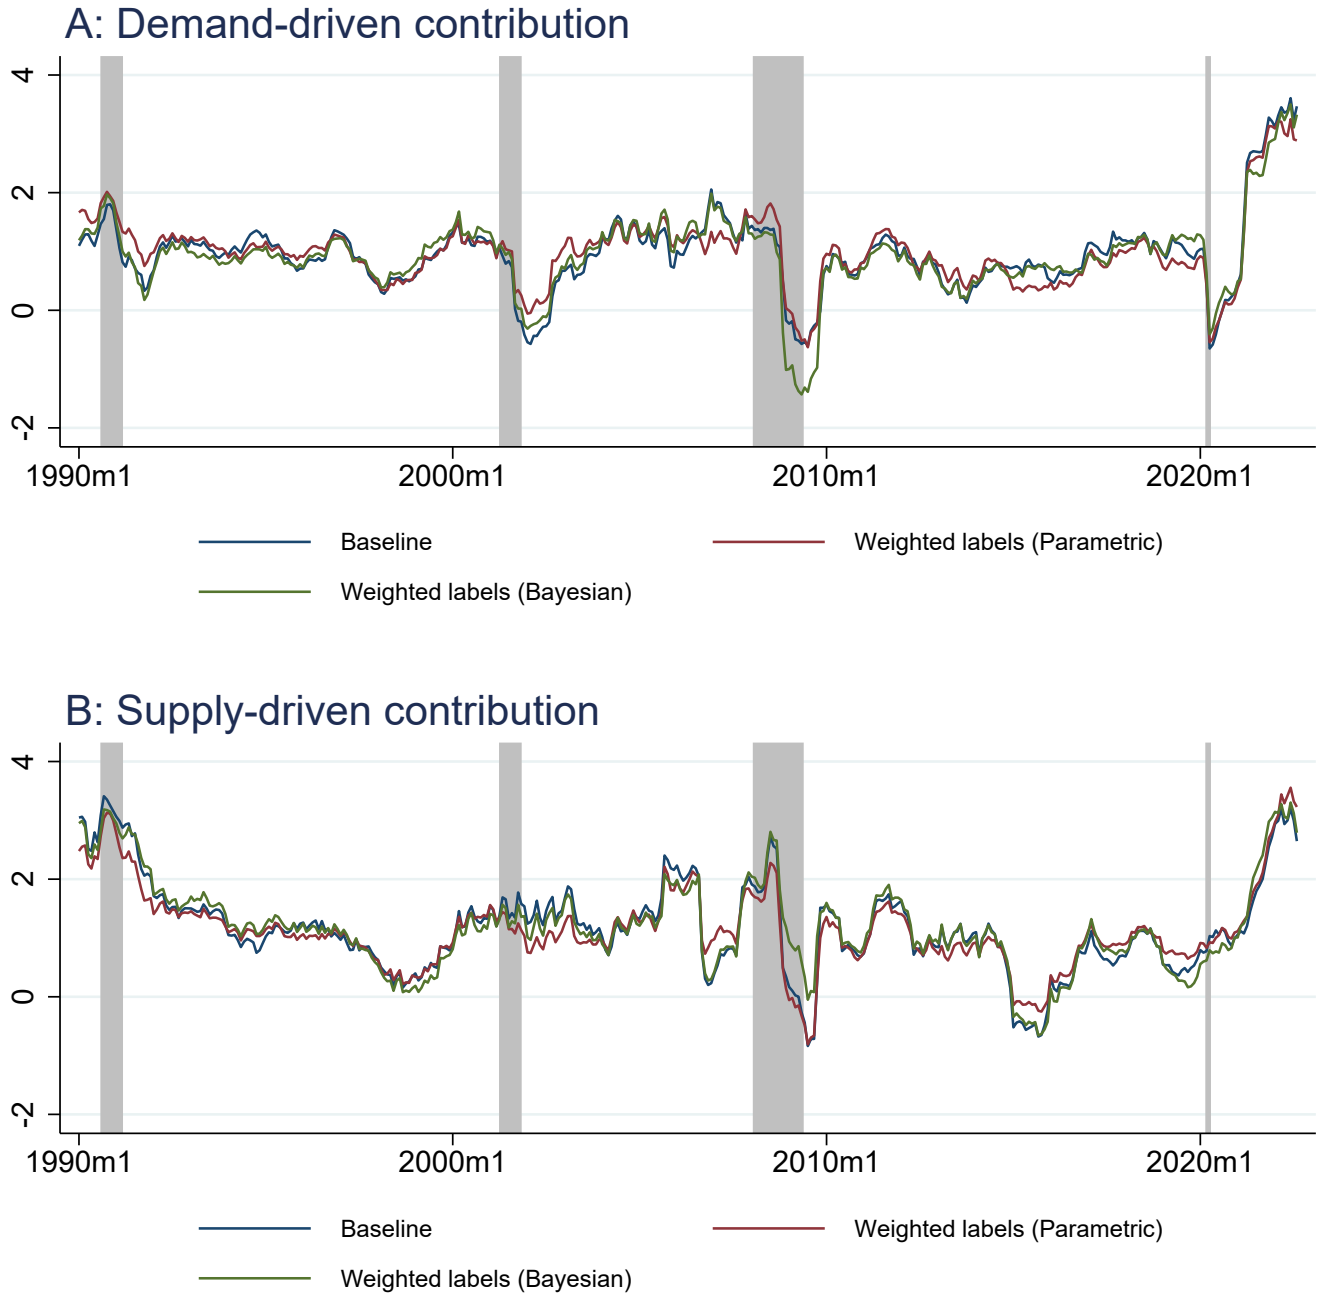 A: Demand-driven contribution
4
2
0
-2
1990m1 2000m1 2010m1 2020m1
Baseline Weighted labels (Parametric)
Weighted labels (Bayesian)
B: Supply-driven contribution
4
2
0
-2
1990m1 2000m1 2010m1 2020m1
Baseline Weighted labels (Parametric)
Weighted labels (Bayesian)